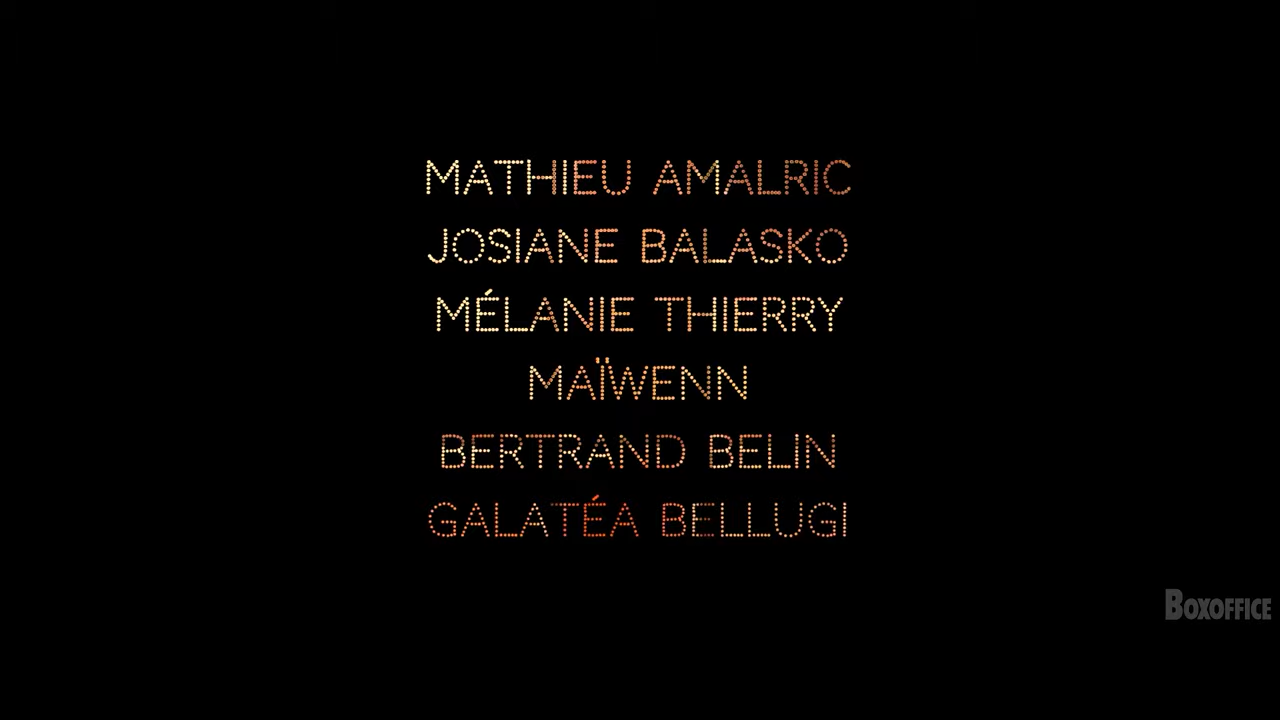 MATHIEU AMALRIC
JOSIANE BALASKO
MÉLANIE THIERRY
MAÏWENN
BERTRAND BELIN
GALATÉA BELLUGI
BOXOFFICE